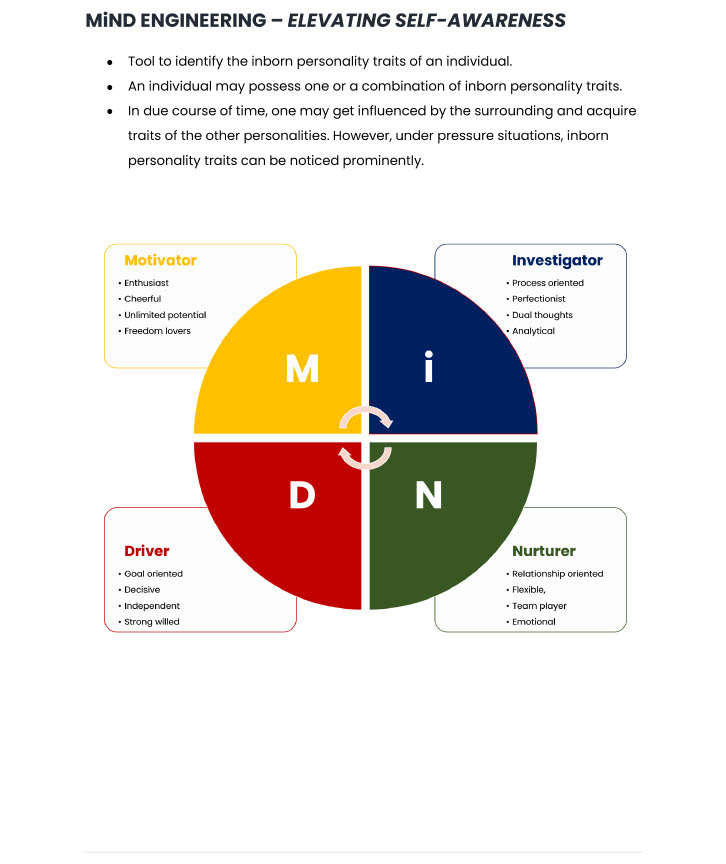 MiND ENGINEERING – ELEVATING SELF-AWARENESS
• Tool to identify the inborn personality traits of an individual.
• An individual may possess one or a combination of inborn personality traits.
• In due course of time, one may get influenced by the surrounding and acquire
traits of the other personalities. However, under pressure situations, inborn
personality traits can be noticed prominently.
Motivator
• Enthusiast
• Cheerful
• Unlimited potential
• Freedom lovers
Investigator
• Process oriented
• Perfectionist
• Dual thoughts
• Analytical
M
i
D
N
Driver
• Goal oriented
• Decisive
• Independent
• Strong willed
Nurturer
• Relationship oriented
• Flexible,
• Team player
• Emotional